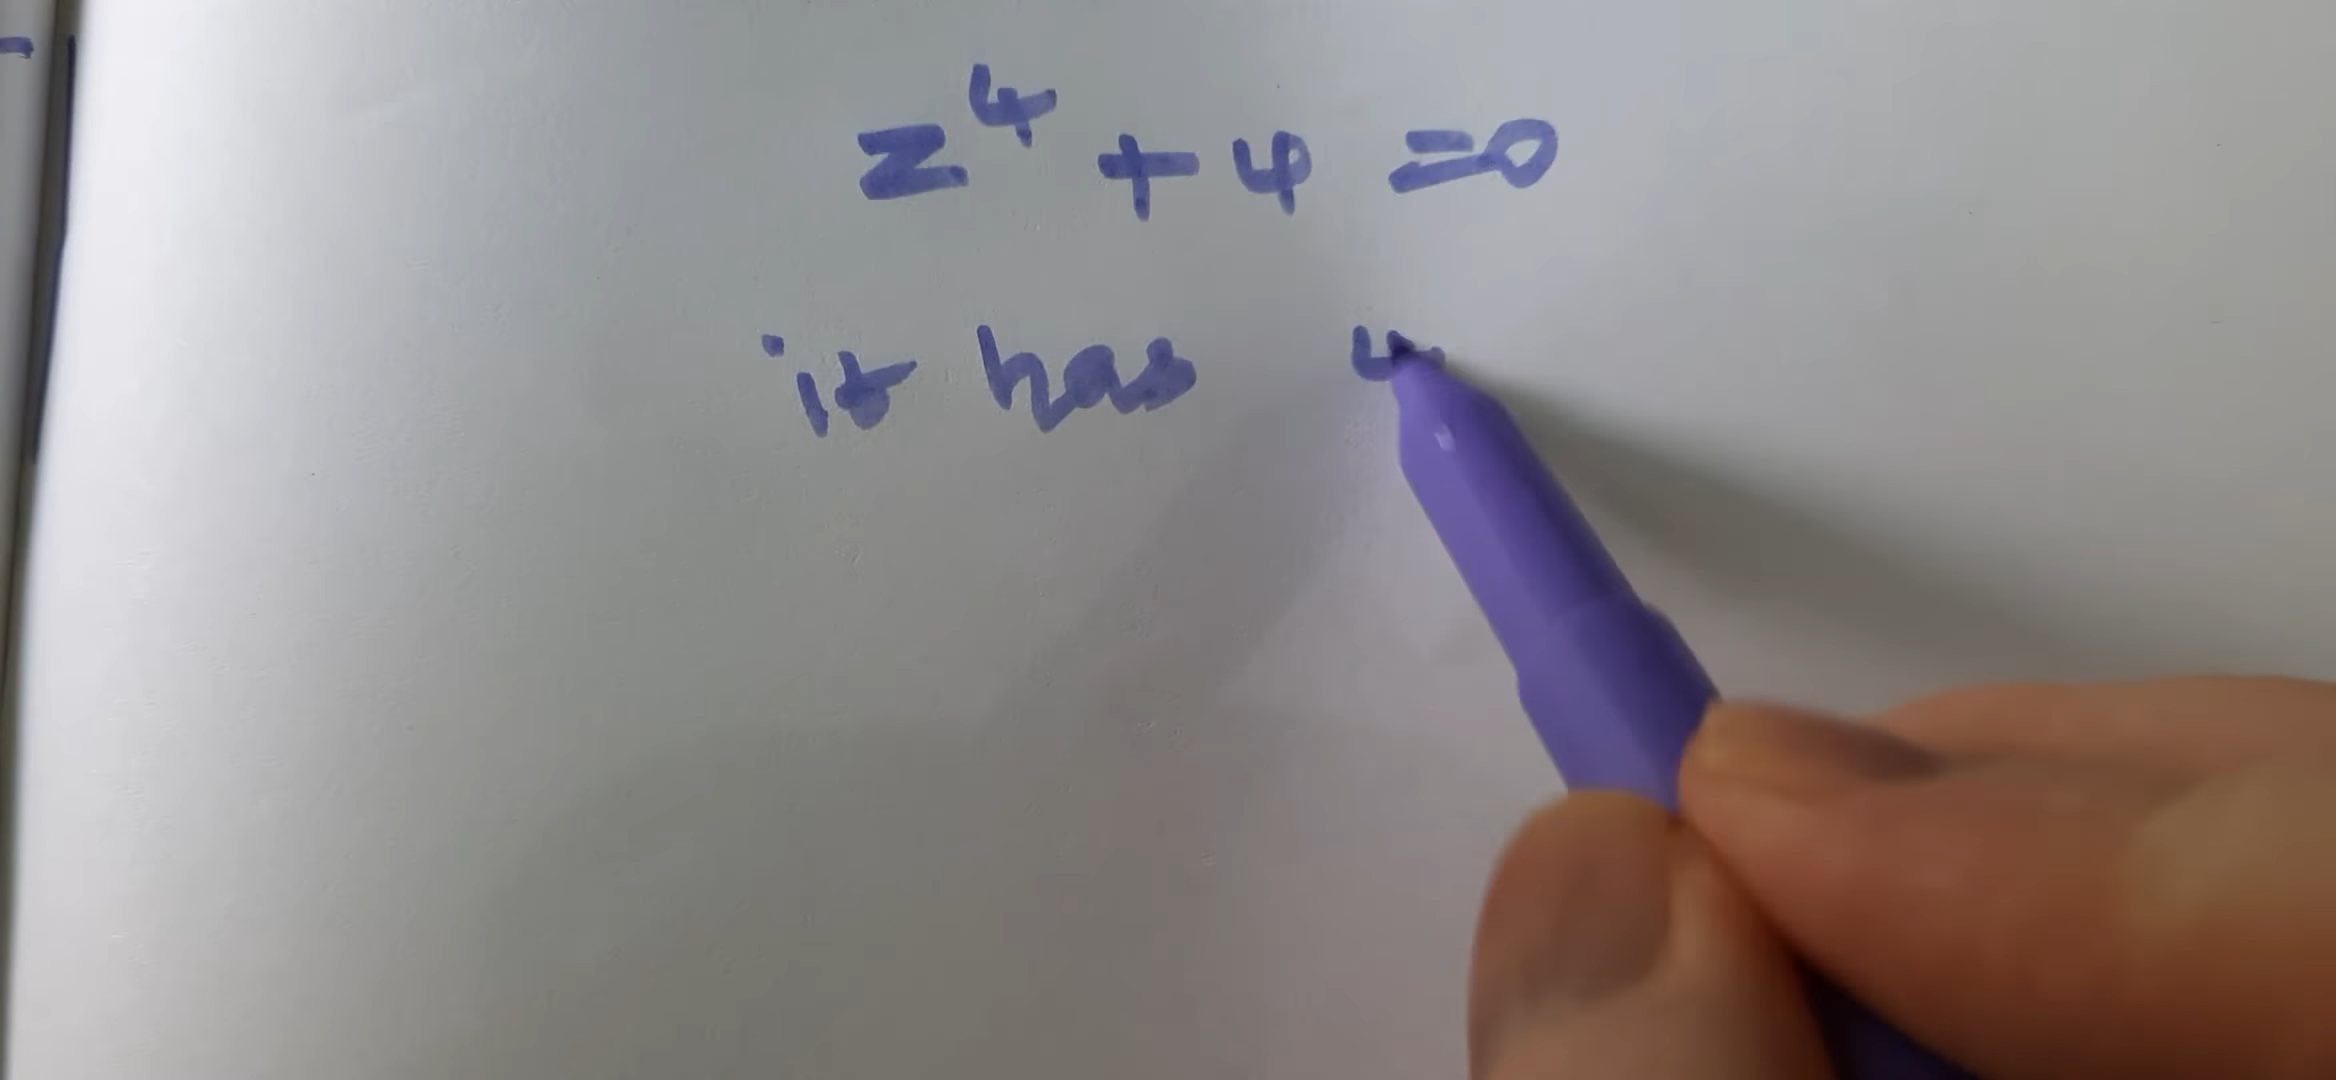 z⁴ + 4 = 0
it has 4